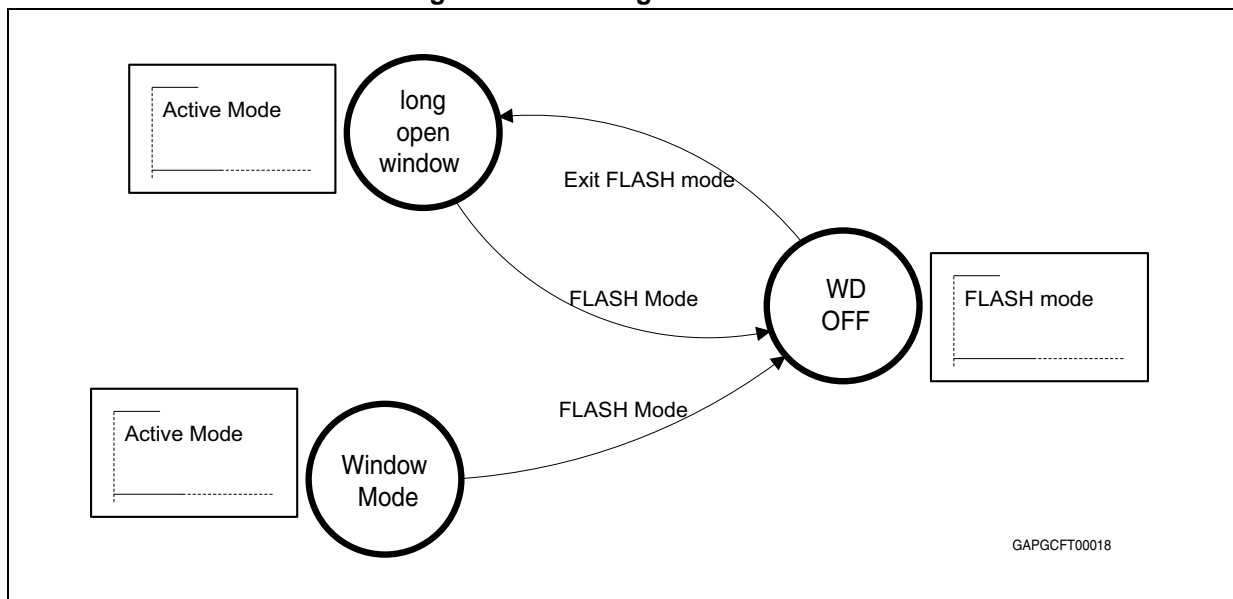 Active Mode
long
open
window
Exit FLASH mode
FLASH Mode
WD
OFF
FLASH mode
FLASH Mode
Active Mode
Window
Mode
GAPGCFT00018